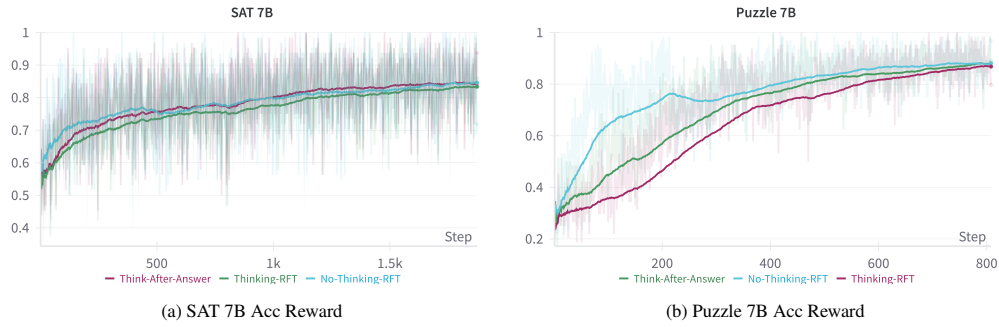 SAT 7B
1
0.9
0.8
0.7
0.6
0.5
0.4
Step
500
1k
1.5k
Think-After-Answer Thinking-RFT No-Thinking-RFT
(a) SAT 7B Acc Reward
Puzzle 7B
1
0.8
0.6
0.4
0.2
Step
200
400
600
800
Think-After-Answer No-Thinking-RFT Thinking-RFT
(b) Puzzle 7B Acc Reward